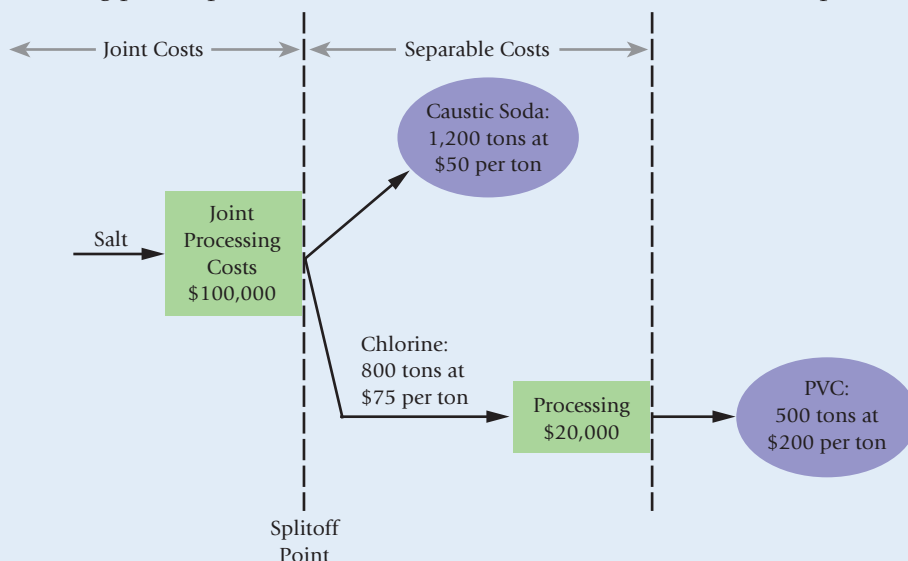 Joint Costs
Separable Costs
Caustic Soda:
1,200 tons at
$50 per ton
Joint
Processing
Costs
$100,000
Salt
Chlorine:
800 tons at
$75 per ton
Processing
$20,000
PVC:
500 tons at
$200 per ton
Splitoff
Point